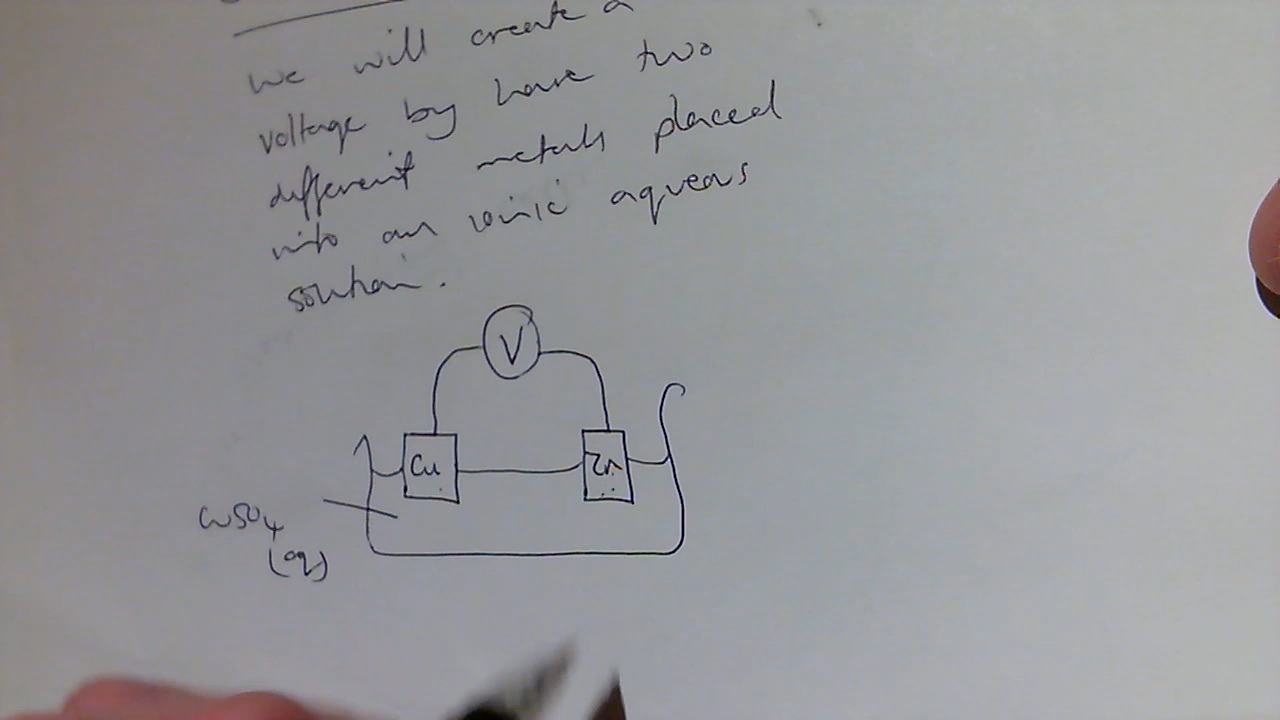 we will create a
voltage by have two
different metals placed
into an ionic aqueous
solution.
V
Cu
Zn
CuSO4
(aq)